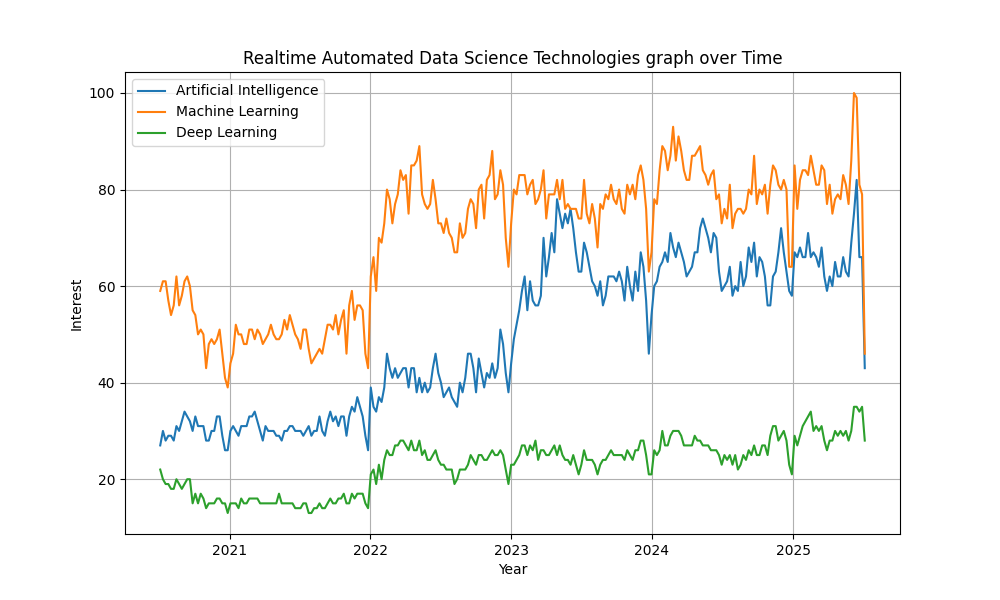 Realtime Automated Data Science Technologies graph over Time
Artificial Intelligence
Machine Learning
Deep Learning
100
80
60
40
20
Interest
2021 2022 2023 2024 2025
Year